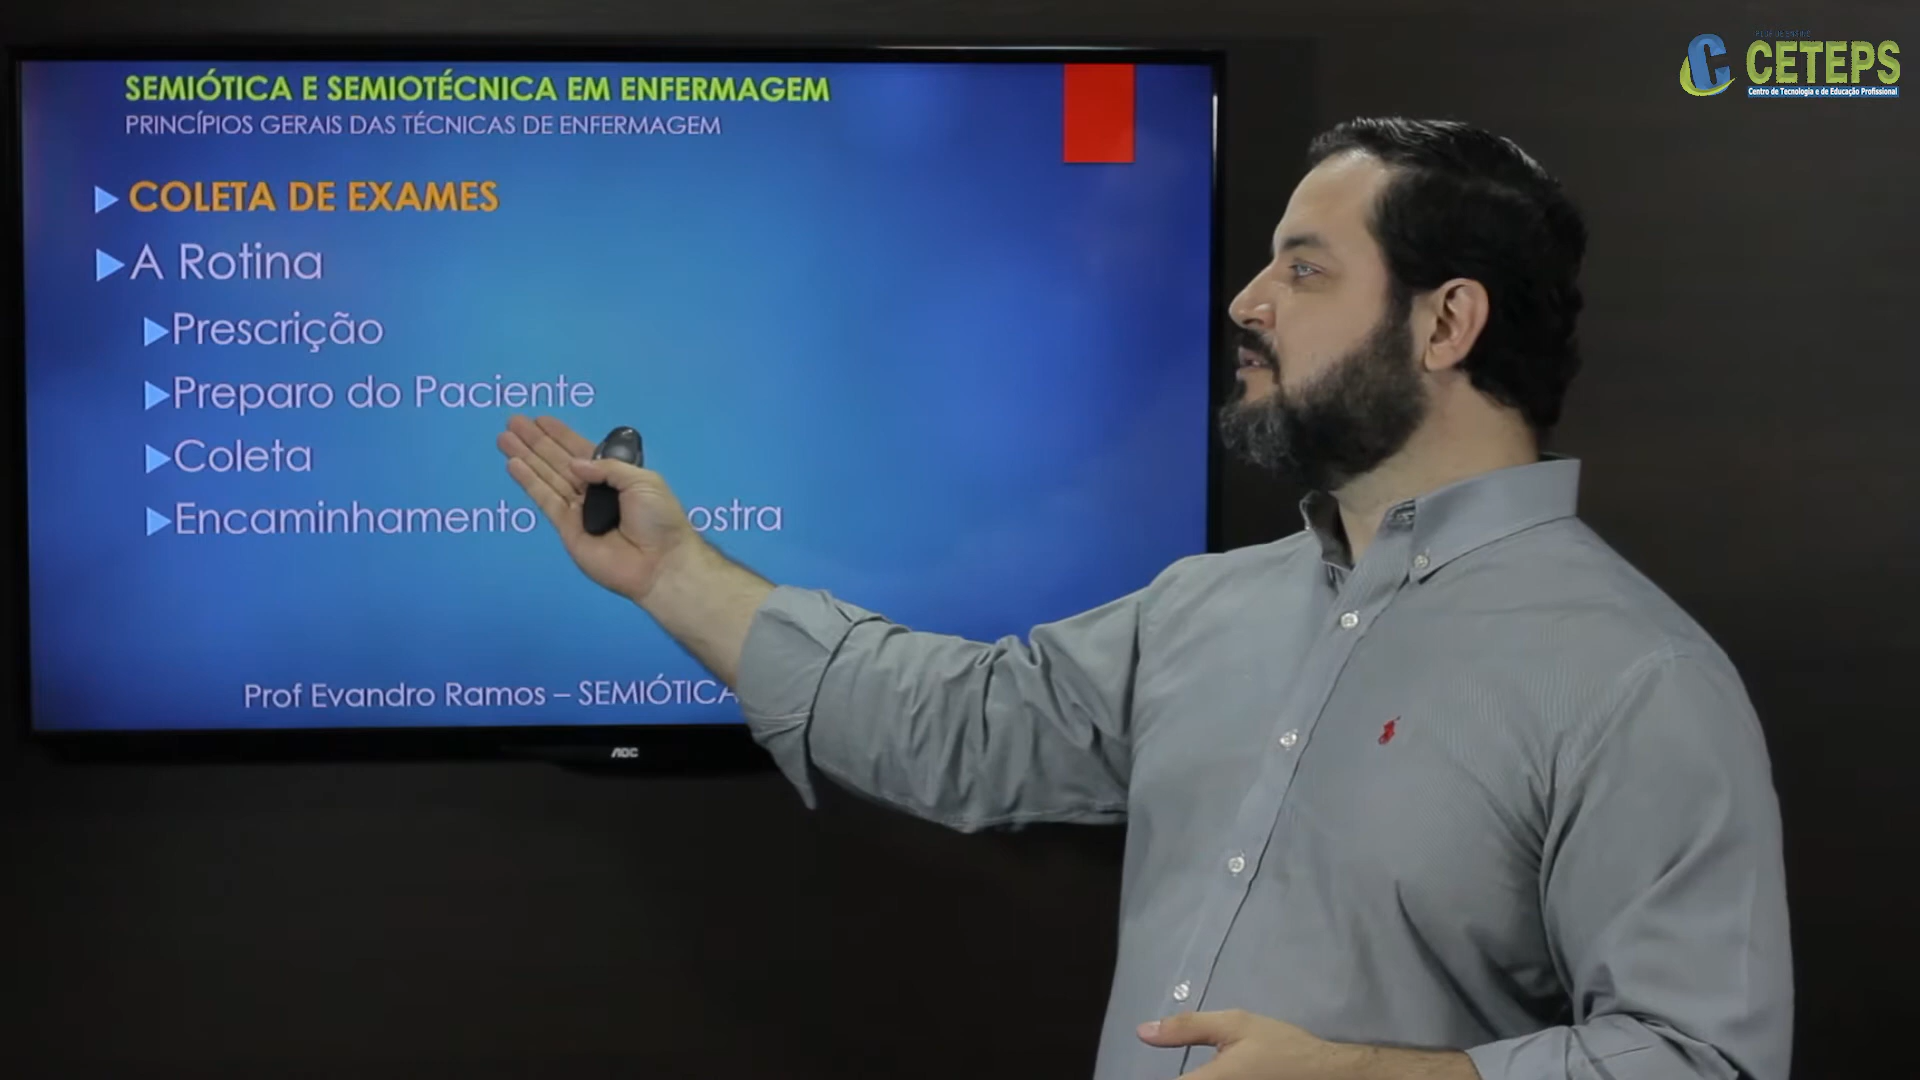 SEMIÓTICA E SEMIOTÉCNICA EM ENFERMAGEM
PRINCÍPIOS GERAIS DAS TÉCNICAS DE ENFERMAGEM
COLETA DE EXAMES
A Rotina
Prescrição
Preparo do Paciente
Coleta
Encaminhamento ostra
Prof Evandro Ramos – SEMIÓTICA
AOC
CETEPS
Centro de Tecnologia e de Educação Profissional